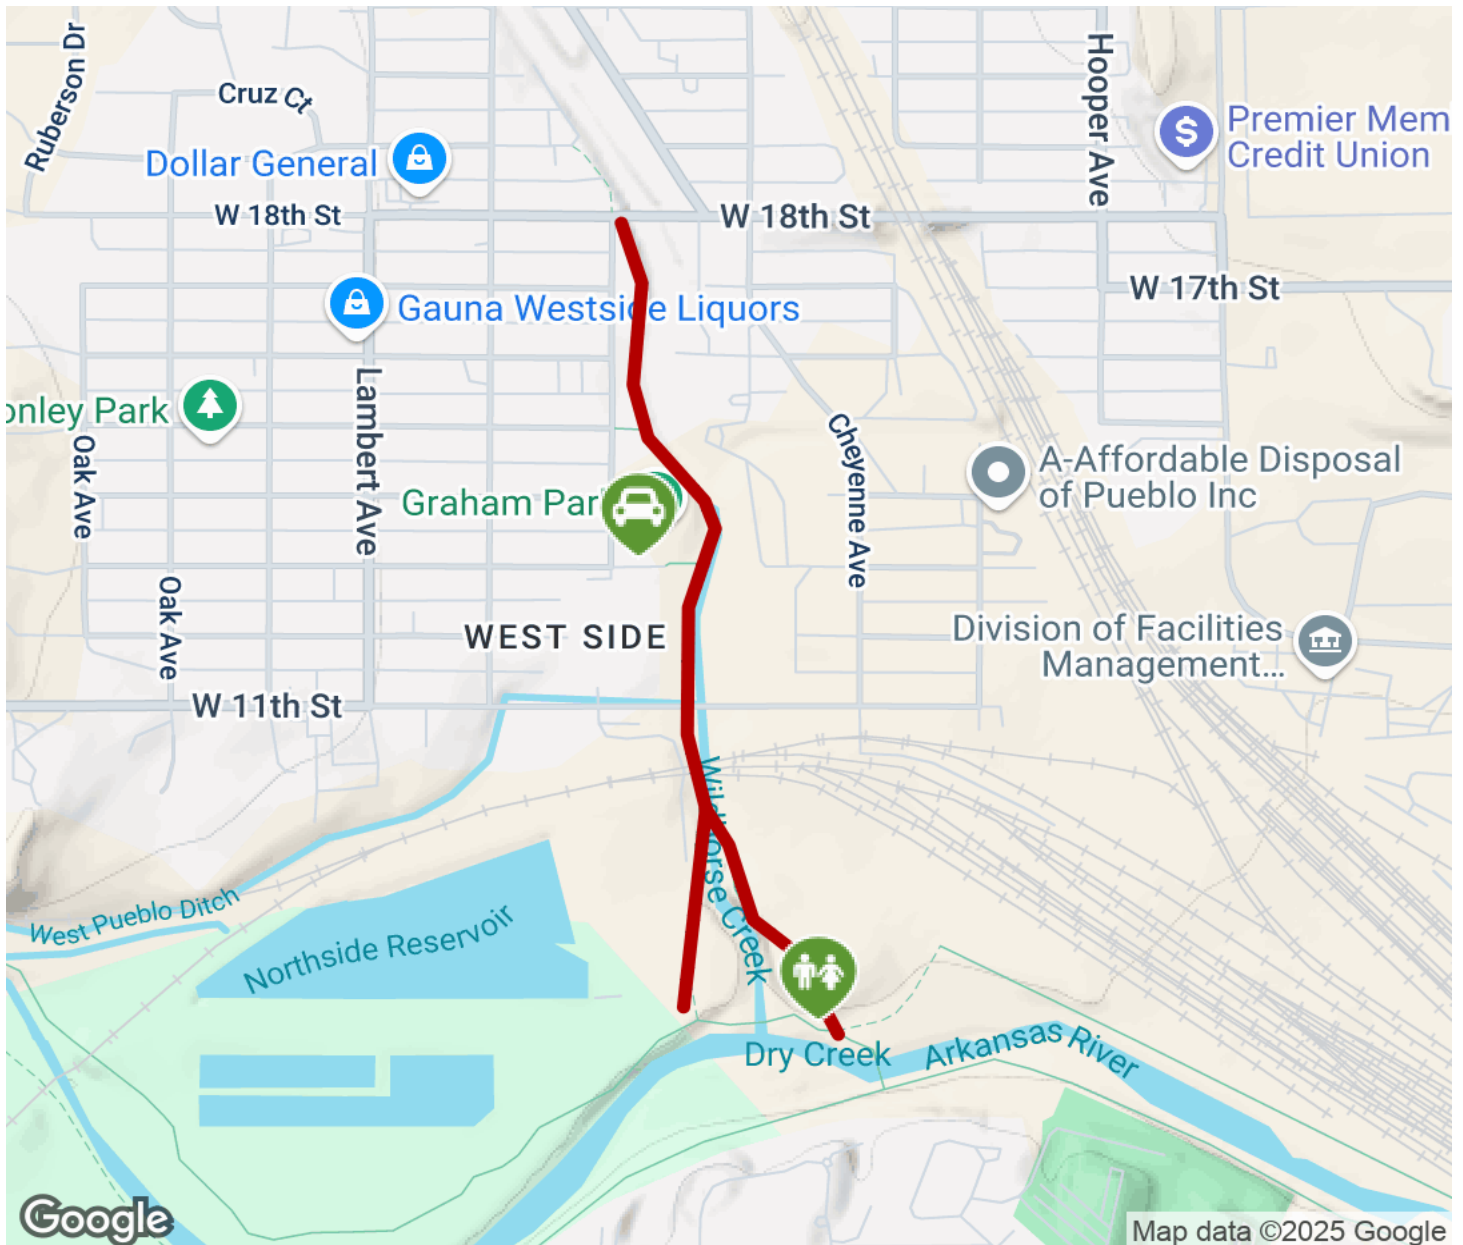 Ruberson Dr
Cruz Ct
Hooper Ave
Premier Mem
Credit Union
Dollar General
W 18th St
W 18th St
W 17th St
Gauna Westside Liquors
onley Park
Lambert Ave
Oak Ave
Cheyenne Ave
A-Affordable Disposal
of Pueblo Inc
Graham Par
Oak Ave
WEST SIDE
Division of Facilities
Management...
W 11th St
Wildhorse Creek
West Pueblo Ditch
Northside Reservoir
Dry Creek
Arkansas River
Google
Map data ©2025 Google